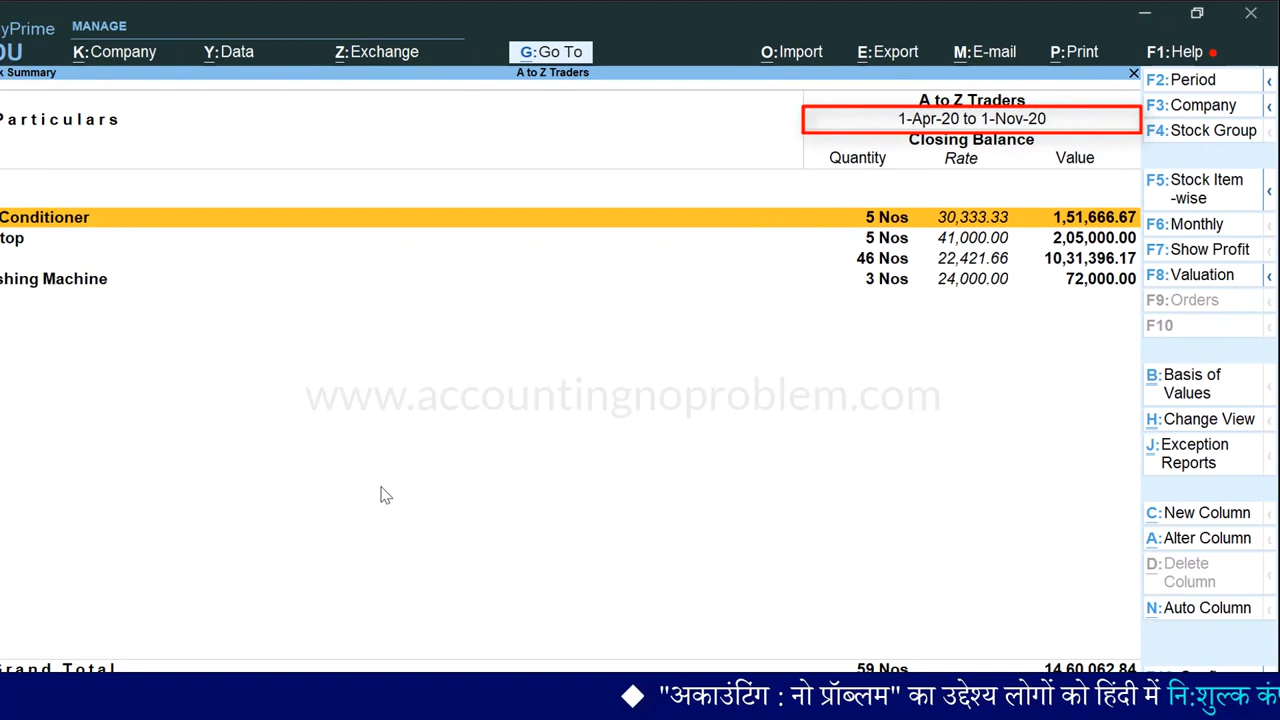 yPrime
MANAGE
DU
K:Company
Y:Data
Z:Exchange
G:Go To
O:Import
E:Export
M:E-mail
P:Print
F1:Help
k Summary
A to Z Traders
Particulars
A to Z Traders
1-Apr-20 to 1-Nov-20
Closing Balance
Quantity Rate Value
Conditioner 5 Nos 30,333.33 1,51,666.67
top 5 Nos 41,000.00 2,05,000.00
46 Nos 22,421.66 10,31,396.17
shing Machine 3 Nos 24,000.00 72,000.00
www.accountingnoproblem.com
Grand Total 59 Nos 14,60,062.84
F2:Period
F3:Company
F4:Stock Group
F5:Stock Item
-wise
F6:Monthly
F7:Show Profit
F8:Valuation
F9:Orders
F10
B:Basis of
Values
H:Change View
J:Exception
Reports
C:New Column
A:Alter Column
D:Delete
Column
N:Auto Column
"अकाउंटिंग : नो प्रॉब्लम" का उद्देश्य लोगों को हिंदी में नि:शुल्क कं